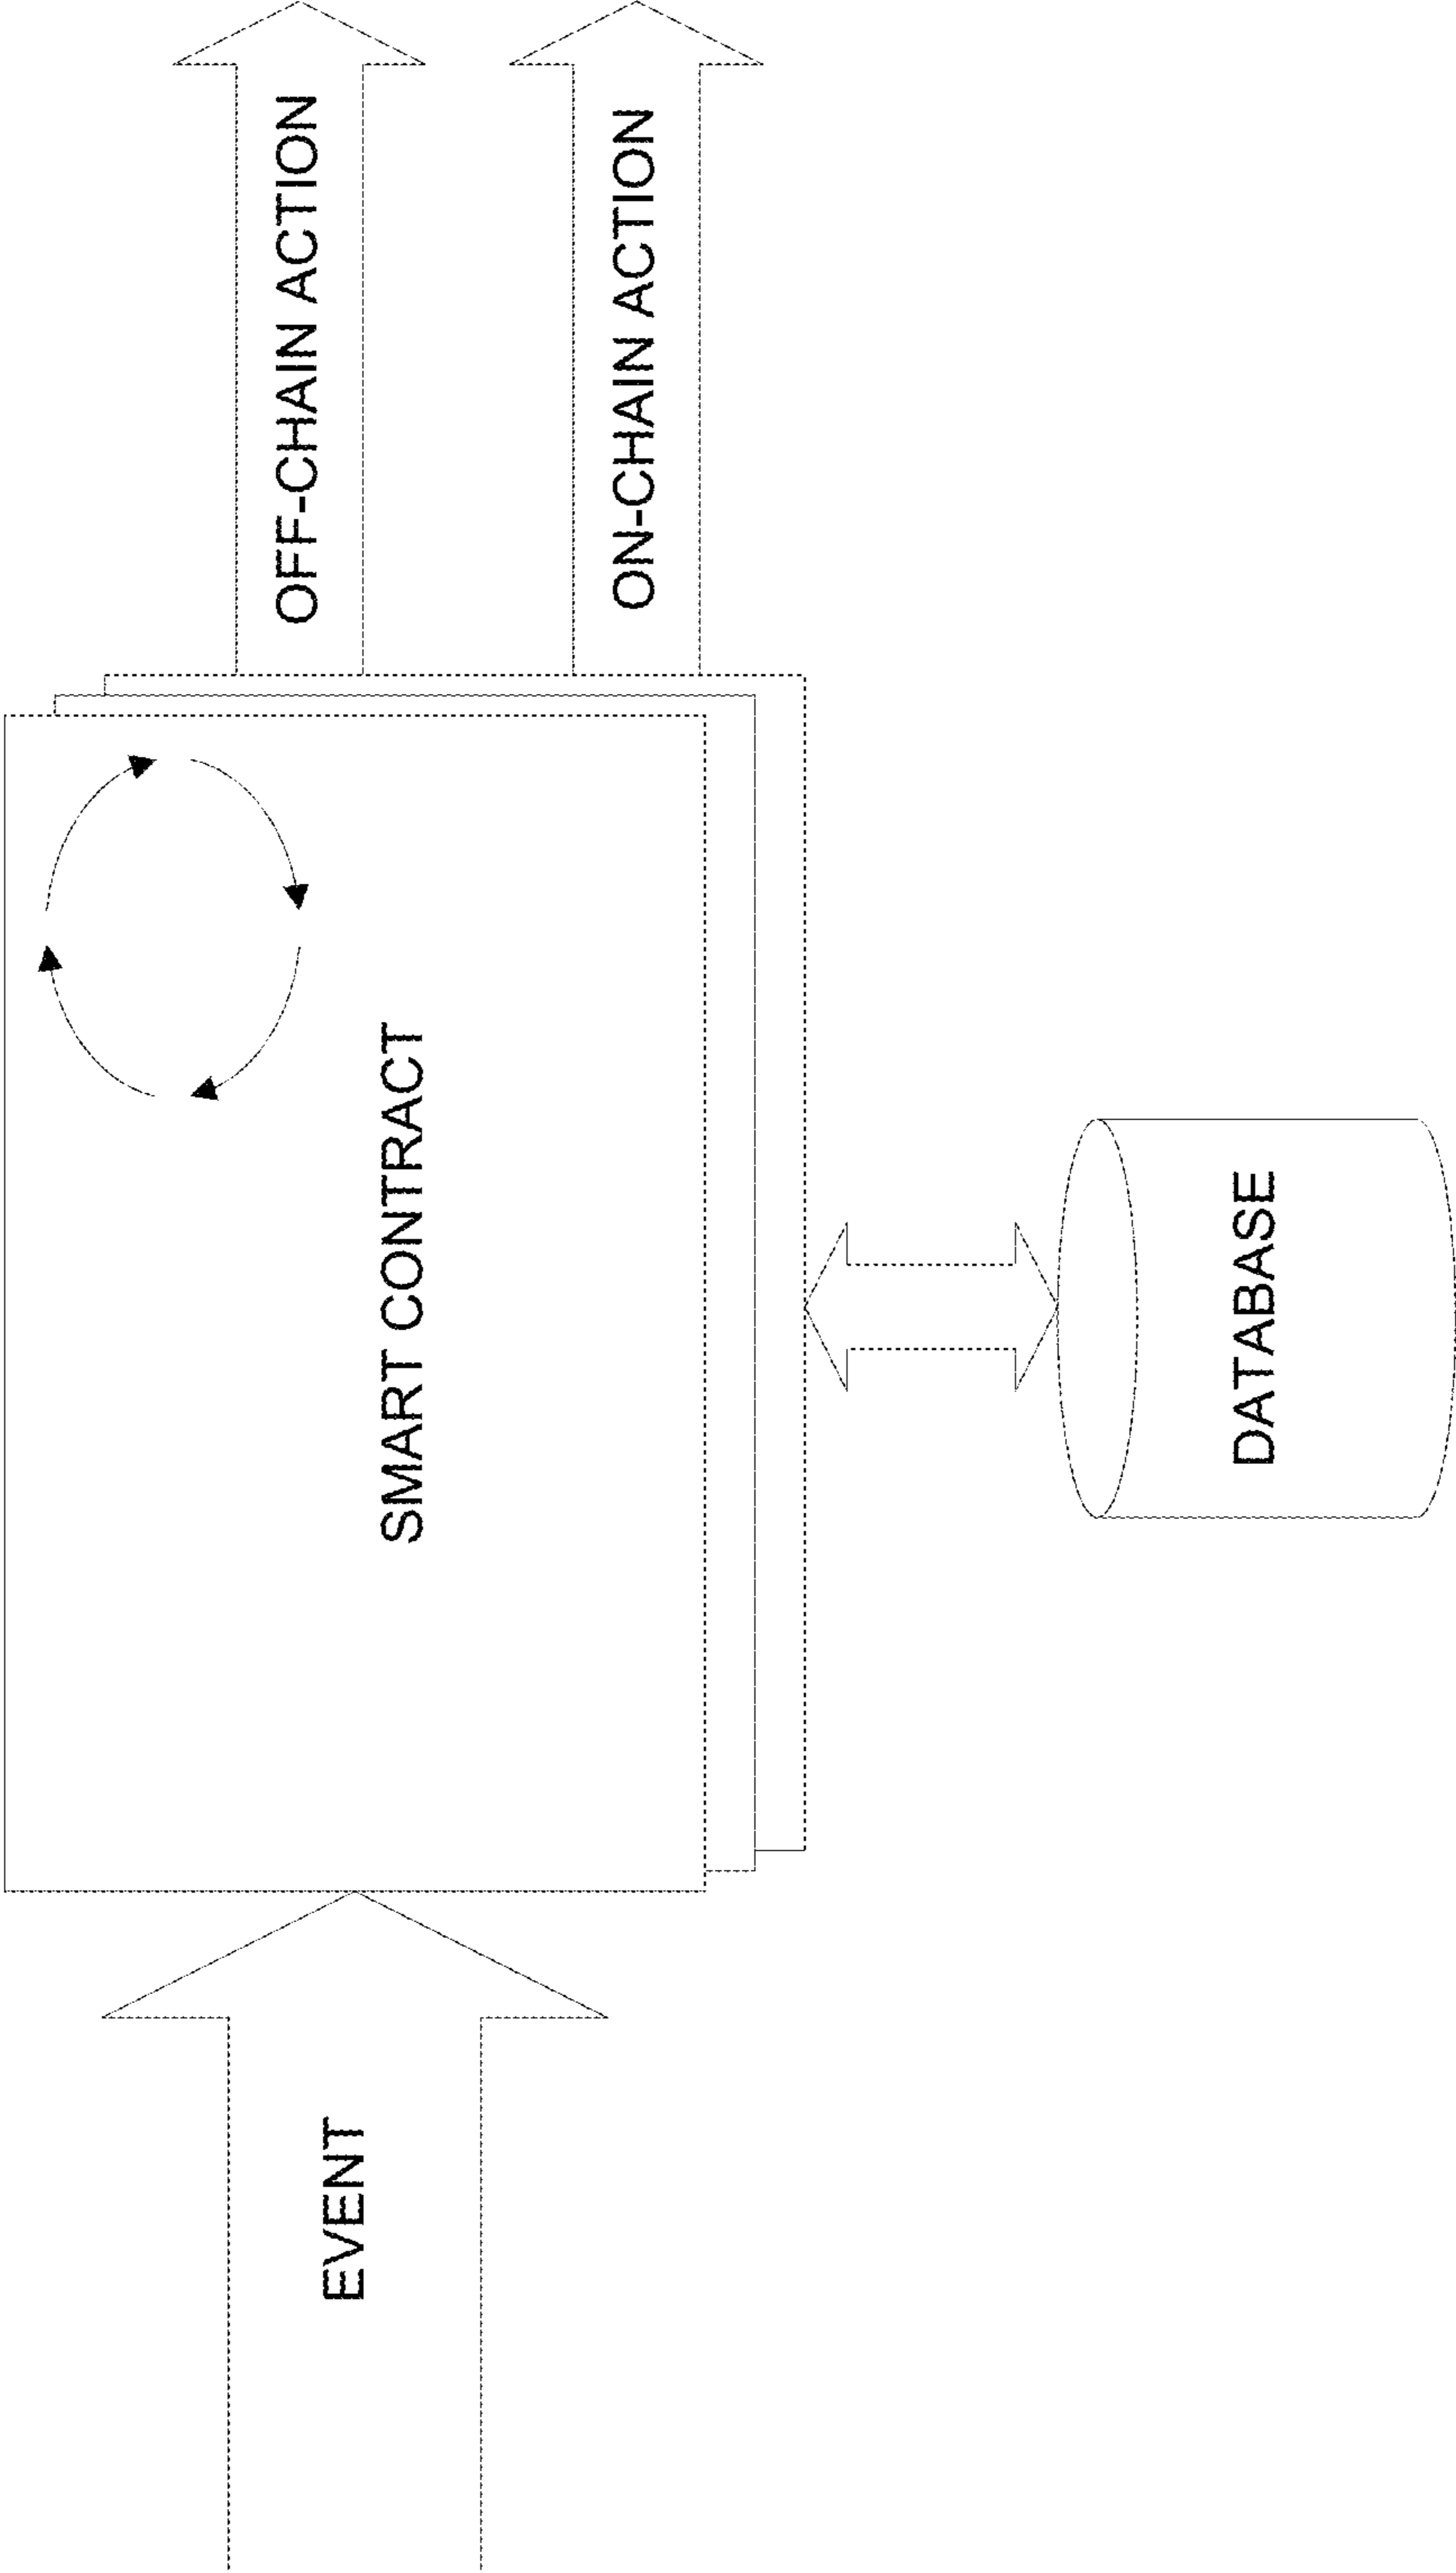 EVENT
SMART CONTRACT
OFF-CHAIN ACTION
ON-CHAIN ACTION
DATABASE